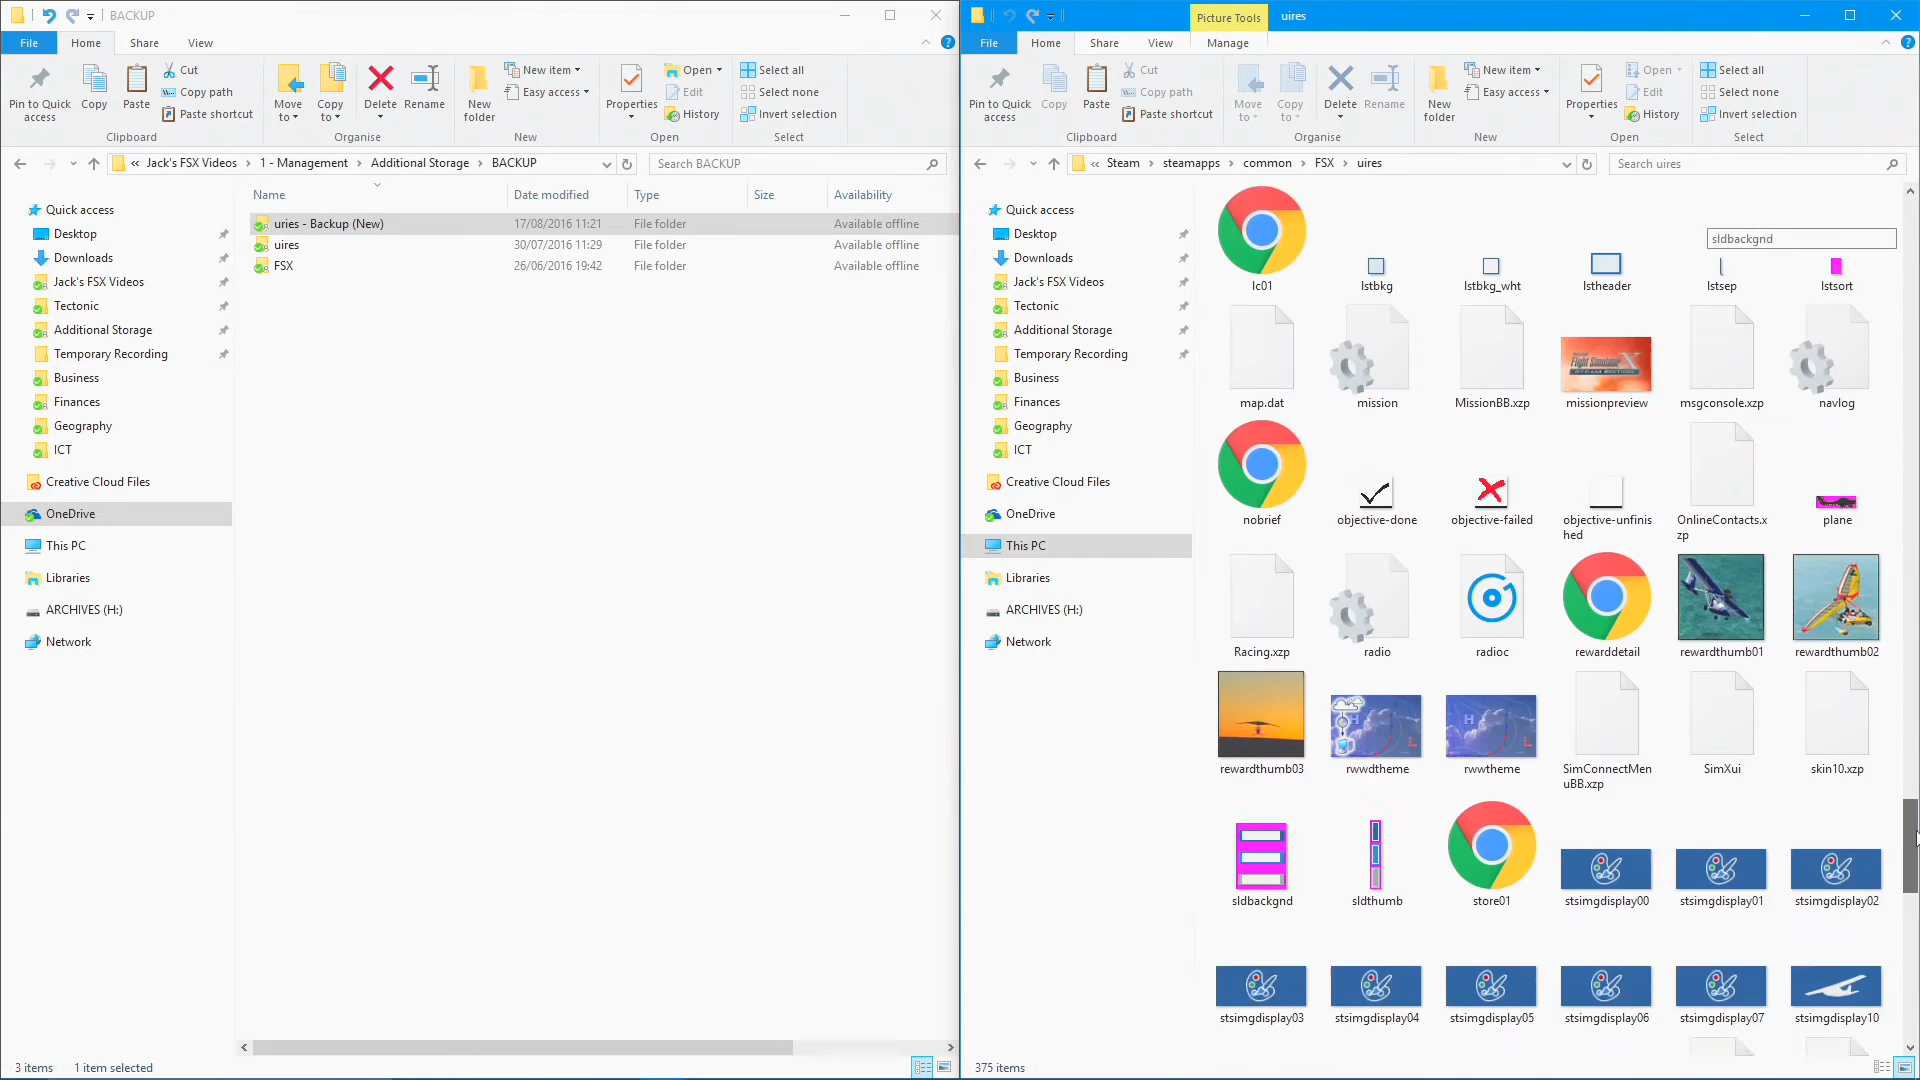 BACKUP
File
Home
Share
View
Pin to Quick access
Copy
Paste
Cut
Copy path
Paste shortcut
Clipboard
Move to
Copy to
Delete
Rename
Organise
New folder
New item
Easy access
New
Properties
Open
Edit
History
Open
Select all
Select none
Invert selection
Select
« Jack's FSX Videos > 1 - Management > Additional Storage > BACKUP
Search BACKUP
Name
Date modified
Type
Size
Availability
uries - Backup (New) 17/08/2016 11:21 File folder Available offline
uires 30/07/2016 11:29 File folder Available offline
FSX 26/06/2016 19:42 File folder Available offline
Quick access
Desktop
Downloads
Jack's FSX Videos
Tectonic
Additional Storage
Temporary Recording
Business
Finances
Geography
ICT
Creative Cloud Files
OneDrive
This PC
Libraries
ARCHIVES (H:)
Network
3 items 1 item selected
Picture Tools
uires
File
Home
Share
View
Manage
Pin to Quick access
Copy
Paste
Cut
Copy path
Paste shortcut
Clipboard
Move to
Copy to
Delete
Rename
Organise
New folder
New item
Easy access
New
Properties
Open
Edit
History
Open
Select all
Select none
Invert selection
Select
« Steam > steamapps > common > FSX > uires
Search uires
Quick access
Desktop
Downloads
Jack's FSX Videos
Tectonic
Additional Storage
Temporary Recording
Business
Finances
Geography
ICT
Creative Cloud Files
OneDrive
This PC
Libraries
ARCHIVES (H:)
Network
sldbackgnd
lc01 lstbkg lstbkg_wht lstheader lstsep lstsort
Flight Simulator X
STEAM EDITION
map.dat mission MissionBB.xzp missionpreview msgconsole.xzp navlog
nobrief objective-done objective-failed objective-unfinished OnlineContacts.xzp plane
Racing.xzp radio radioc rewarddetail rewardthumb01 rewardthumb02
H L H L
rewardthumb03 rwwdtheme rwwtheme SimConnectMenuBB.xzp SimXui skin10.xzp
sldbackgnd sldthumb store01 stsimgdisplay00 stsimgdisplay01 stsimgdisplay02
stsimgdisplay03 stsimgdisplay04 stsimgdisplay05 stsimgdisplay06 stsimgdisplay07 stsimgdisplay10
375 items